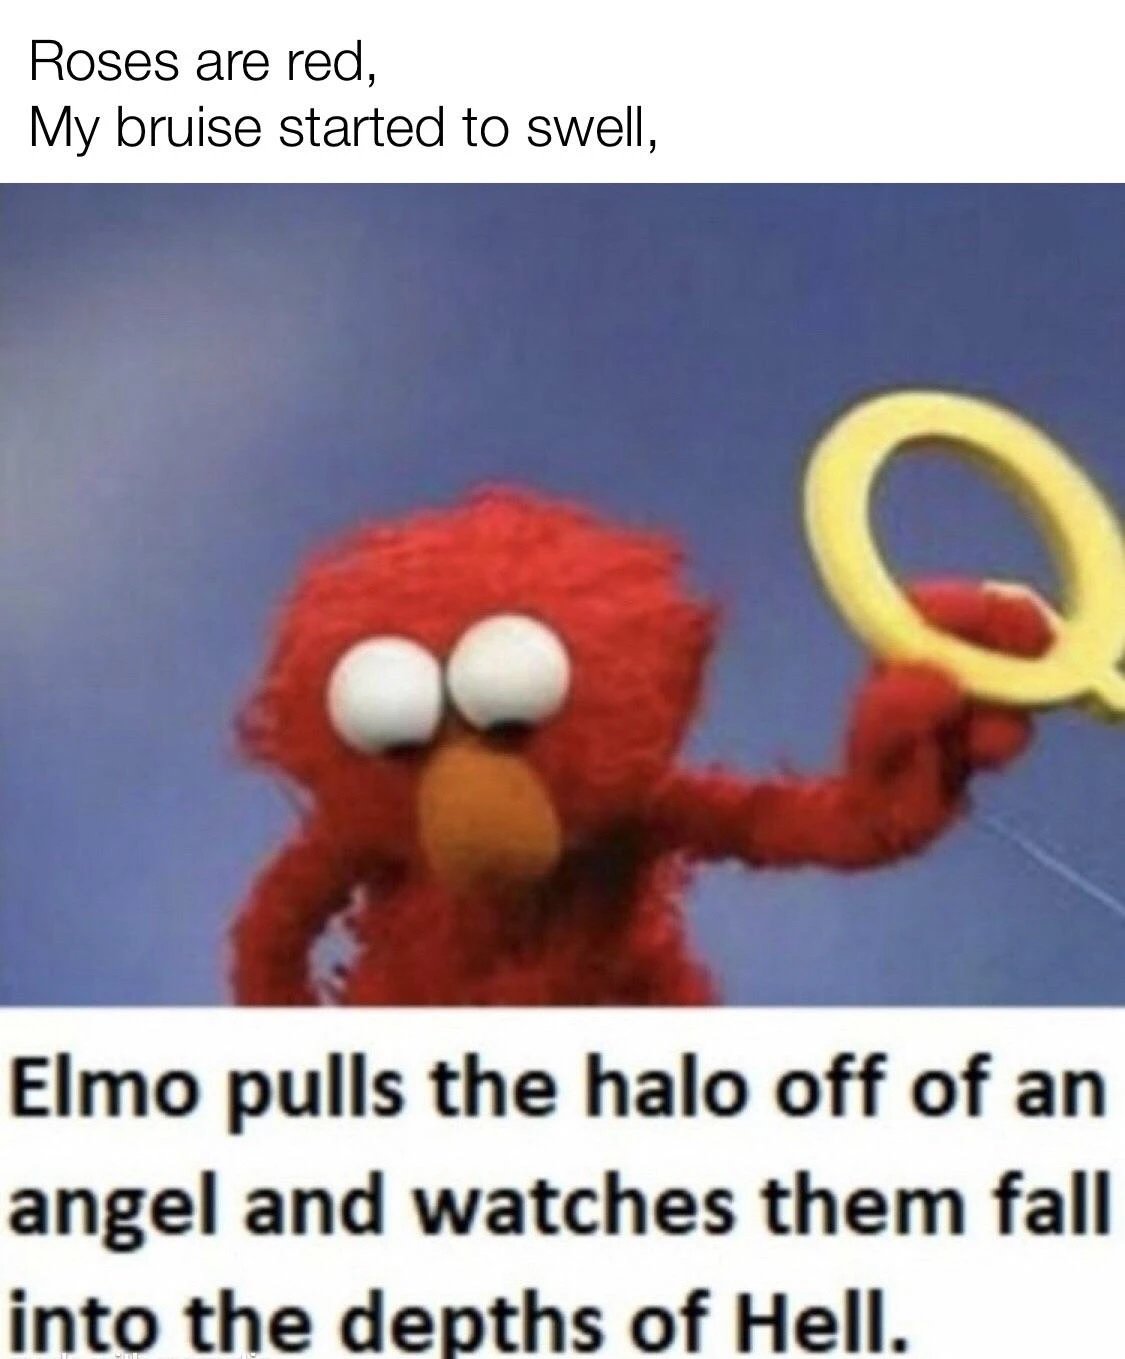 Roses are red,
My bruise started to swell,
Q
Elmo pulls the halo off of an
angel and watches them fall
into the depths of Hell.